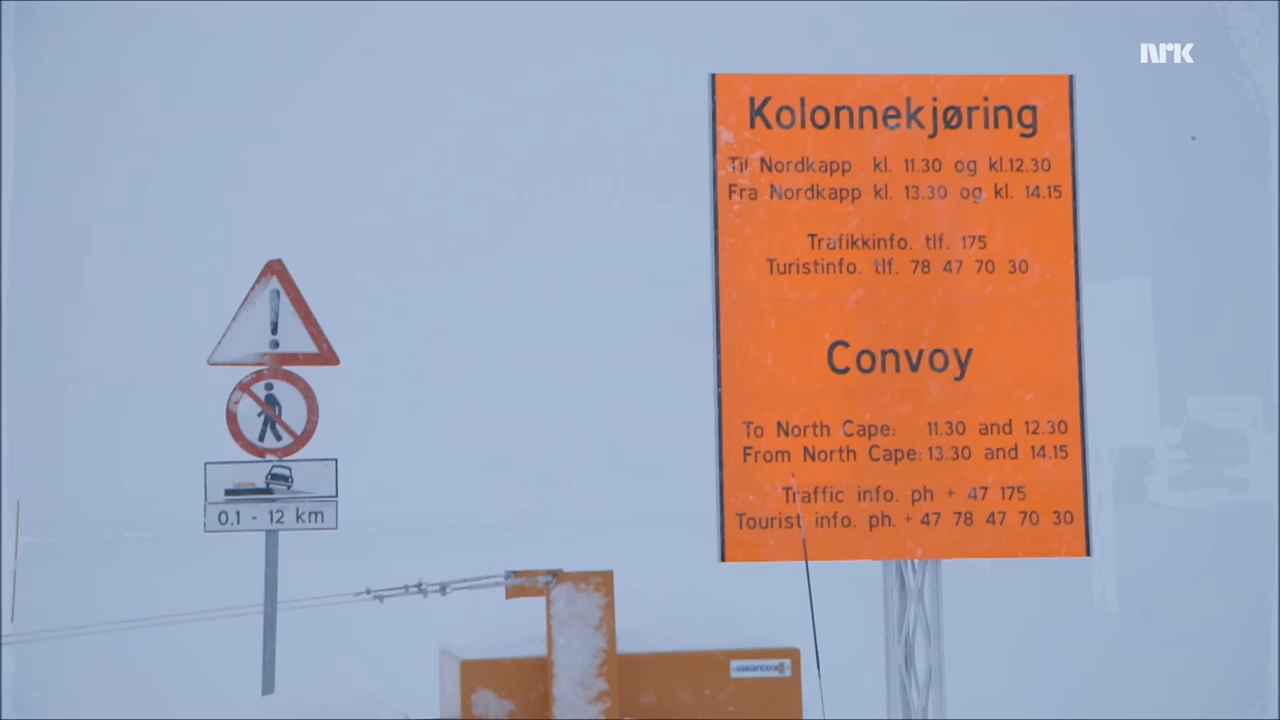 NRK
Kolonnekjøring
Til Nordkapp kl. 11.30 og kl.12.30
Fra Nordkapp kl. 13.30 og kl. 14.15
Trafikkinfo. tlf. 175
Turistinfo. tlf. 78 47 70 30
Convoy
To North Cape: 11.30 and 12.30
From North Cape: 13.30 and 14.15
Traffic info. ph + 47 175
Tourist info. ph. + 47 78 47 70 30
0,1 - 12 km